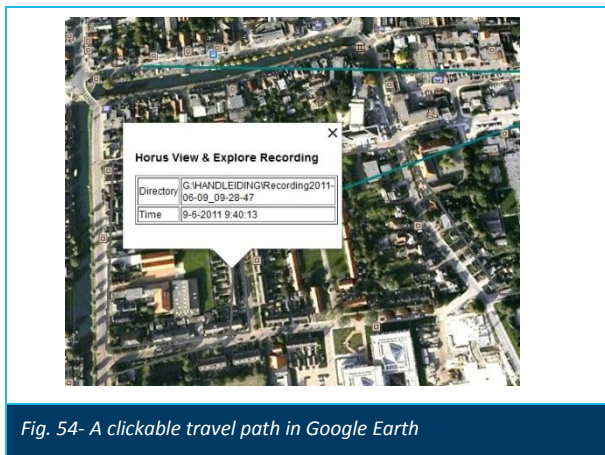 Horus View & Explore Recording
Directory G:\HANDLEIDING\Recording2011-
06-09_09-28-47
Time 9-6-2011 9:40:13
Fig. 54- A clickable travel path in Google Earth